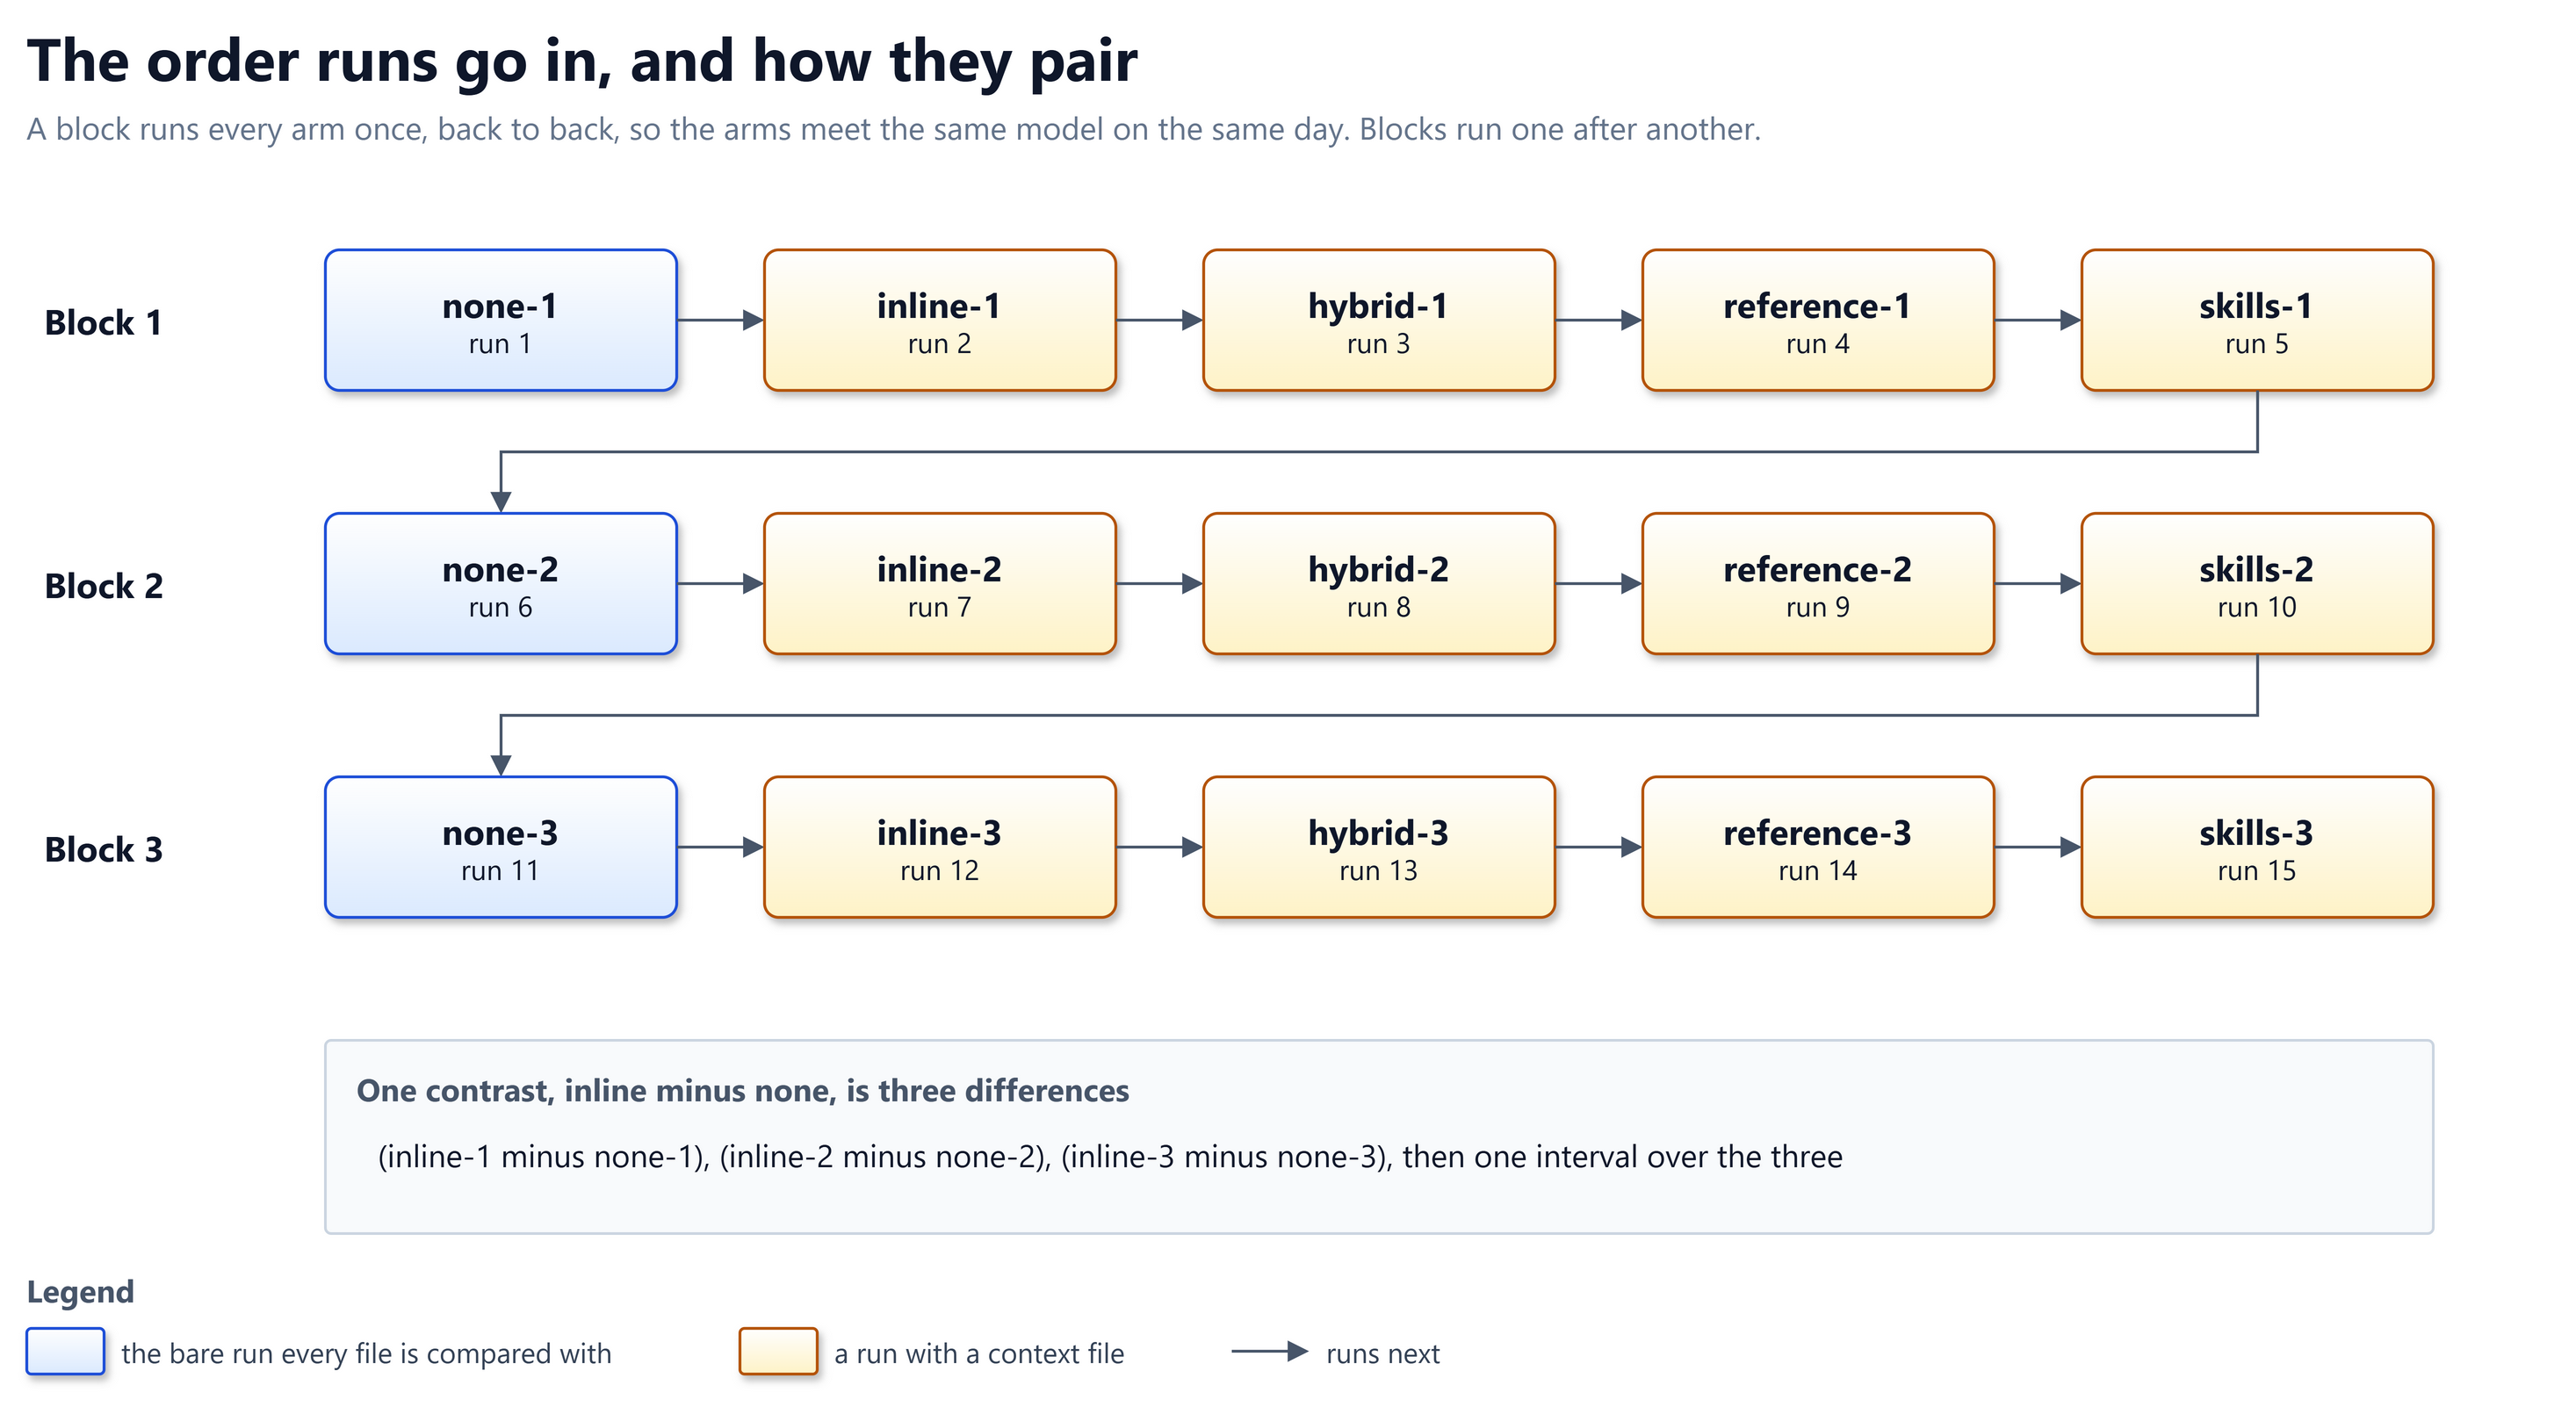 The order runs go in, and how they pair
A block runs every arm once, back to back, so the arms meet the same model on the same day. Blocks run one after another.
Block 1
none-1
run 1
inline-1
run 2
hybrid-1
run 3
reference-1
run 4
skills-1
run 5
Block 2
none-2
run 6
inline-2
run 7
hybrid-2
run 8
reference-2
run 9
skills-2
run 10
Block 3
none-3
run 11
inline-3
run 12
hybrid-3
run 13
reference-3
run 14
skills-3
run 15
One contrast, inline minus none, is three differences
(inline-1 minus none-1), (inline-2 minus none-2), (inline-3 minus none-3), then one interval over the three
Legend
the bare run every file is compared with
a run with a context file
runs next